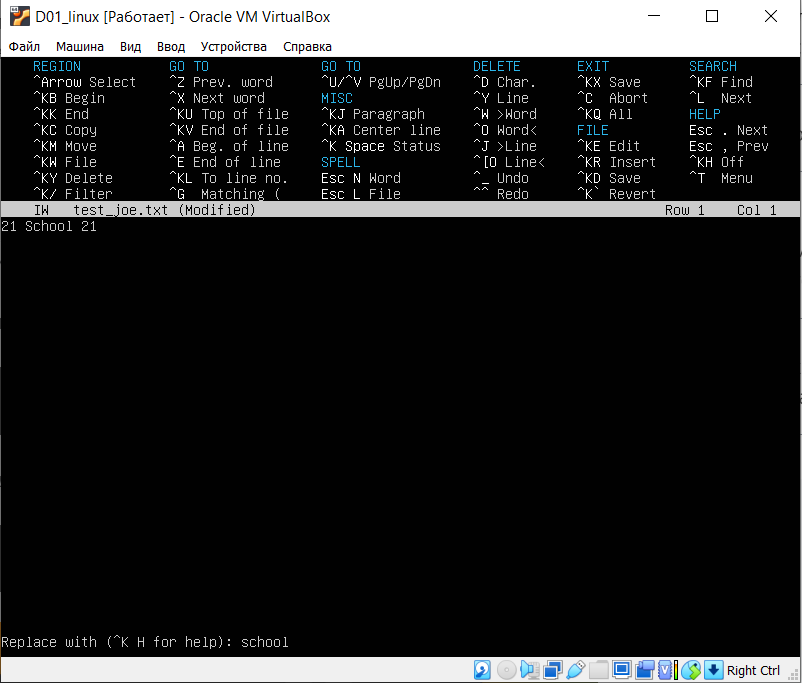 D01_linux [Работает] - Oracle VM VirtualBox
Файл Машина Вид Ввод Устройства Справка
REGION GO TO GO TO DELETE EXIT SEARCH
^Arrow Select ^Z Prev. word ^U/^V PgUp/PgDn ^D Char. ^KX Save ^KF Find
^KB Begin ^X Next word MISC ^Y Line ^C Abort ^L Next
^KK End ^KU Top of file ^KJ Paragraph ^W >Word ^KQ All HELP
^KC Copy ^KV End of file ^KA Center line ^O Word< FILE Esc . Next
^KM Move ^A Beg. of line ^K Space Status ^J >Line ^KE Edit Esc , Prev
^KW File ^E End of line SPELL ^[O Line< ^KR Insert ^KH Off
^KY Delete ^KL To line no. Esc N Word ^_ Undo ^KD Save ^T Menu
^K/ Filter ^G Matching ( Esc L File ^^ Redo ^K` Revert
IW test_joe.txt (Modified) Row 1 Col 1
21 School 21
Replace with (^K H for help): school
Right Ctrl